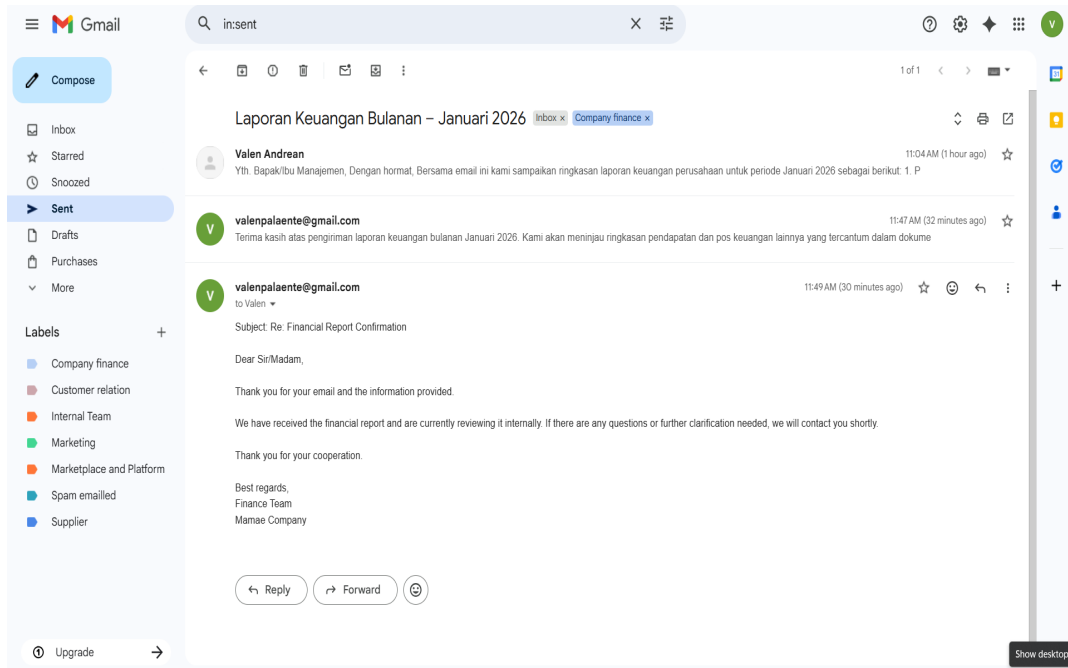 Gmail
in:sent
V
Compose
1 of 1
31
Inbox
Starred
Snoozed
Sent
Drafts
Purchases
More
Labels
Company finance
Customer relation
Internal Team
Marketing
Marketplace and Platform
Spam emailled
Supplier
Upgrade
Laporan Keuangan Bulanan – Januari 2026 Inbox x Company finance x
Valen Andrean 11:04 AM (1 hour ago)
Yth. Bapak/Ibu Manajemen, Dengan hormat, Bersama email ini kami sampaikan ringkasan laporan keuangan perusahaan untuk periode Januari 2026 sebagai berikut: 1. P
V
valenpalaente@gmail.com 11:47 AM (32 minutes ago)
Terima kasih atas pengiriman laporan keuangan bulanan Januari 2026. Kami akan meninjau ringkasan pendapatan dan pos keuangan lainnya yang tercantum dalam dokume
V
valenpalaente@gmail.com 11:49 AM (30 minutes ago)
to Valen
Subject: Re: Financial Report Confirmation
Dear Sir/Madam,
Thank you for your email and the information provided.
We have received the financial report and are currently reviewing it internally. If there are any questions or further clarification needed, we will contact you shortly.
Thank you for your cooperation.
Best regards,
Finance Team
Mamae Company
Reply
Forward
Show desktop